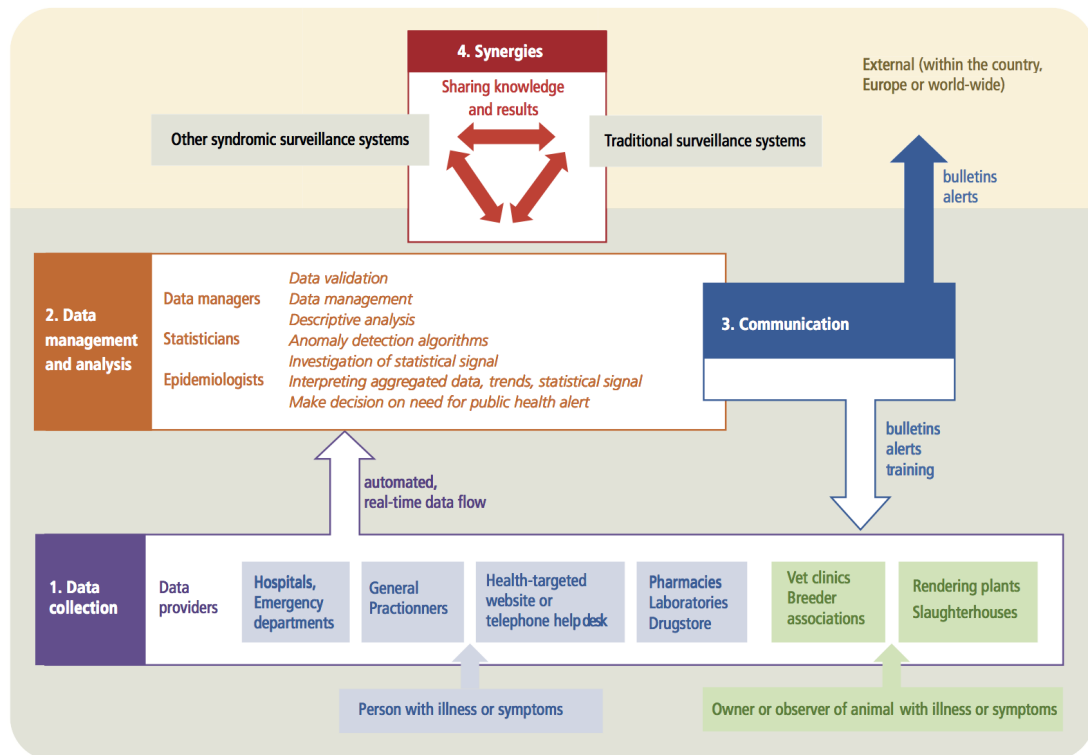 4. Synergies
Sharing knowledge
and results
Other syndromic surveillance systems
Traditional surveillance systems
External (within the country,
Europe or world-wide)
bulletins
alerts
2. Data
management
and analysis
Data managers
Statisticians
Epidemiologists
Data validation
Data management
Descriptive analysis
Anomaly detection algorithms
Investigation of statistical signal
Interpreting aggregated data, trends, statistical signal
Make decision on need for public health alert
3. Communication
bulletins
alerts
training
automated,
real-time data flow
1. Data
collection
Data
providers
Hospitals,
Emergency
departments
General
Practionners
Health-targeted
website or
telephone help desk
Pharmacies
Laboratories
Drugstore
Vet clinics
Breeder
associations
Rendering plants
Slaughterhouses
Person with illness or symptoms
Owner or observer of animal with illness or symptoms